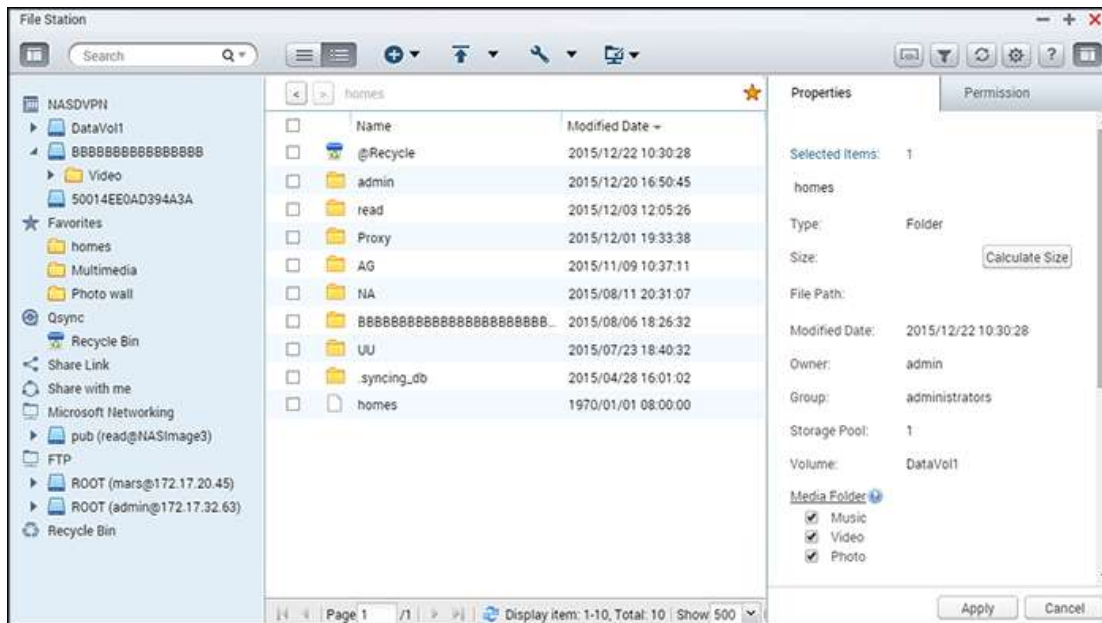 File Station
Search
NASDVPN
DataVol1
BBBBBBBBBBBBBBBB
Video
50014EE0AD394A3A
Favorites
homes
Multimedia
Photo wall
Qsync
Recycle Bin
Share Link
Share with me
Microsoft Networking
pub (read@NASImage3)
FTP
ROOT (mars@172.17.20.45)
ROOT (admin@172.17.32.63)
Recycle Bin
homes
Name Modified Date
@Recycle 2015/12/22 10:30:28
admin 2015/12/20 16:50:45
read 2015/12/03 12:05:26
Proxy 2015/12/01 19:33:38
AG 2015/11/09 10:37:11
NA 2015/08/11 20:31:07
BBBBBBBBBBBBBBBBBBBBBBBB... 2015/08/06 18:26:32
UU 2015/07/23 18:40:32
.syncing_db 2015/04/28 16:01:02
homes 1970/01/01 08:00:00
Page 1 /1 Display item: 1-10, Total: 10 Show 500
Properties Permission
Selected Items: 1
homes
Type: Folder
Size: Calculate Size
File Path:
Modified Date: 2015/12/22 10:30:28
Owner: admin
Group: administrators
Storage Pool: 1
Volume: DataVol1
Media Folder
Music
Video
Photo
Apply Cancel